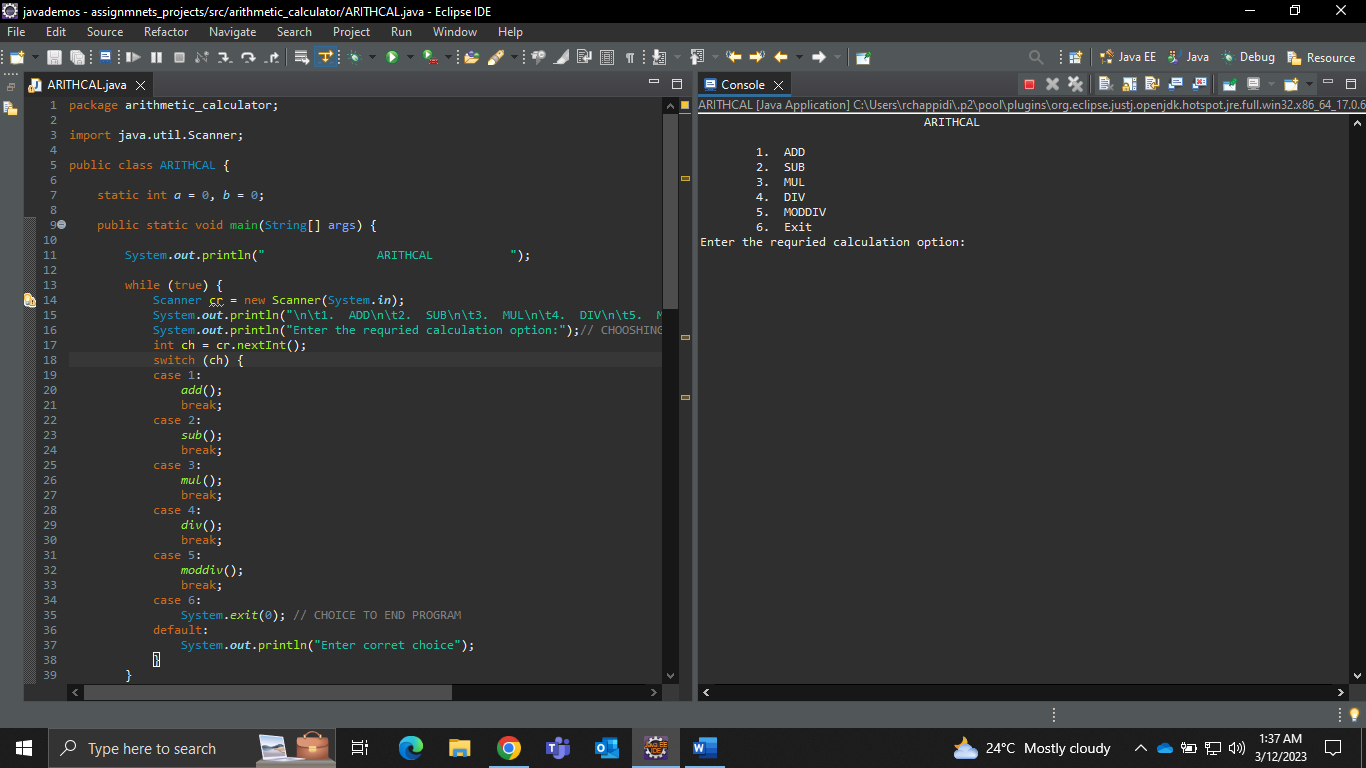 javademos - assignmnets_projects/src/arithmetic_calculator/ARITHCAL.java - Eclipse IDE
File Edit Source Refactor Navigate Search Project Run Window Help
Java EE Java Debug Resource
ARITHCAL.java
1 package arithmetic_calculator;
2
3 import java.util.Scanner;
4
5 public class ARITHCAL {
6
7 static int a = 0, b = 0;
8
9 public static void main(String[] args) {
10
11 System.out.println(" ARITHCAL ");
12
13 while (true) {
14 Scanner cr = new Scanner(System.in);
15 System.out.println("\n\t1. ADD\n\t2. SUB\n\t3. MUL\n\t4. DIV\n\t5. M
16 System.out.println("Enter the requried calculation option:");// CHOOSHING
17 int ch = cr.nextInt();
18 switch (ch) {
19 case 1:
20 add();
21 break;
22 case 2:
23 sub();
24 break;
25 case 3:
26 mul();
27 break;
28 case 4:
29 div();
30 break;
31 case 5:
32 moddiv();
33 break;
34 case 6:
35 System.exit(0); // CHOICE TO END PROGRAM
36 default:
37 System.out.println("Enter corret choice");
38 }
39 }
Console
ARITHCAL [Java Application] C:\Users\rchappidi\.p2\pool\plugins\org.eclipse.justj.openjdk.hotspot.jre.full.win32.x86_64_17.0.6
ARITHCAL
1. ADD
2. SUB
3. MUL
4. DIV
5. MODDIV
6. Exit
Enter the requried calculation option:
Type here to search
24°C Mostly cloudy
1:37 AM
3/12/2023